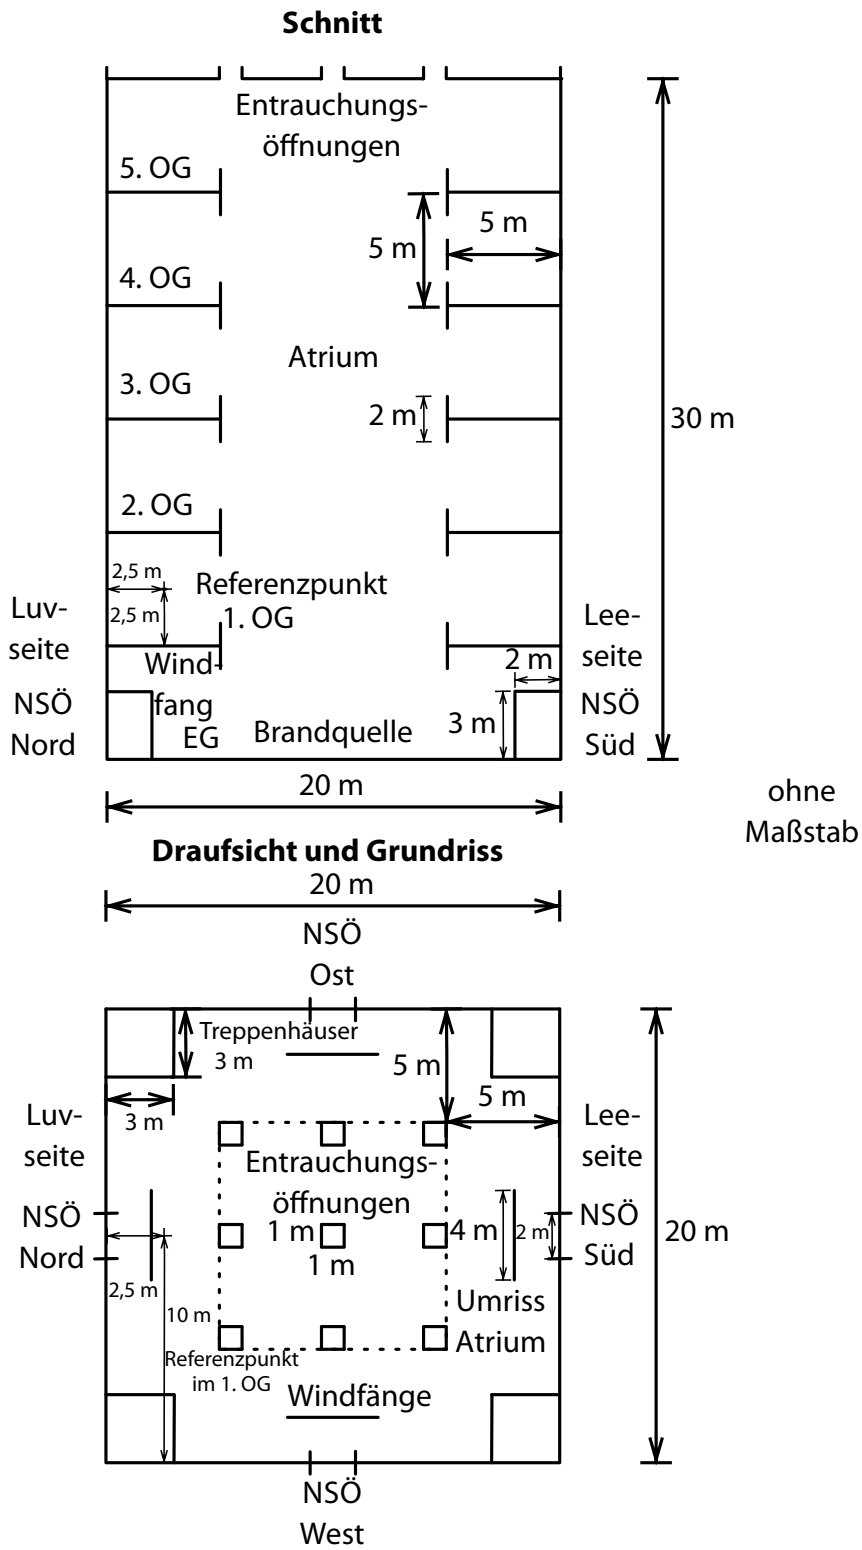 Schnitt
Entrauchungs-
öffnungen
5. OG
5 m
5 m
4. OG
Atrium
3. OG
2 m
30 m
2. OG
2,5 m
Referenzpunkt
1. OG
2,5 m
Luv-
seite
Lee-
seite
Wind-
fang
2 m
NSÖ
Nord
EG
Brandquelle
3 m
NSÖ
Süd
20 m
ohne
Maßstab
Draufsicht und Grundriss
20 m
NSÖ
Ost
Treppenhäuser
3 m
5 m
5 m
3 m
Luv-
seite
Lee-
seite
Entrauchungs-
öffnungen
NSÖ
Nord
1 m
1 m
4 m
2 m
NSÖ
Süd
20 m
2,5 m
10 m
Umriss
Atrium
Referenzpunkt
im 1. OG
Windfänge
NSÖ
West